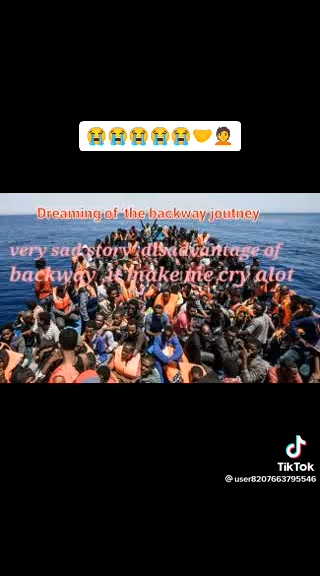 😭😭😭😭😭🤝🤦
Dreaming of 'the backway joutney
very sad story, disadvantage of
backway .it make me cry alot
TikTok
@user8207663795546